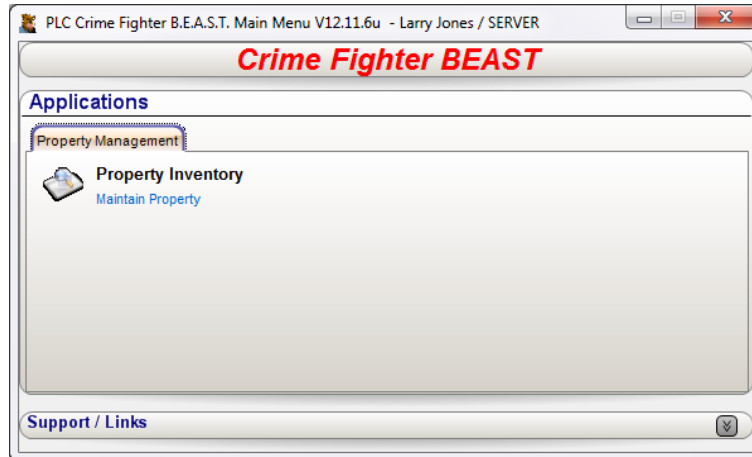 PLC Crime Fighter B.E.A.S.T. Main Menu V12.11.6u - Larry Jones / SERVER
Crime Fighter BEAST
Applications
Property Management
Property Inventory
Maintain Property
Support / Links